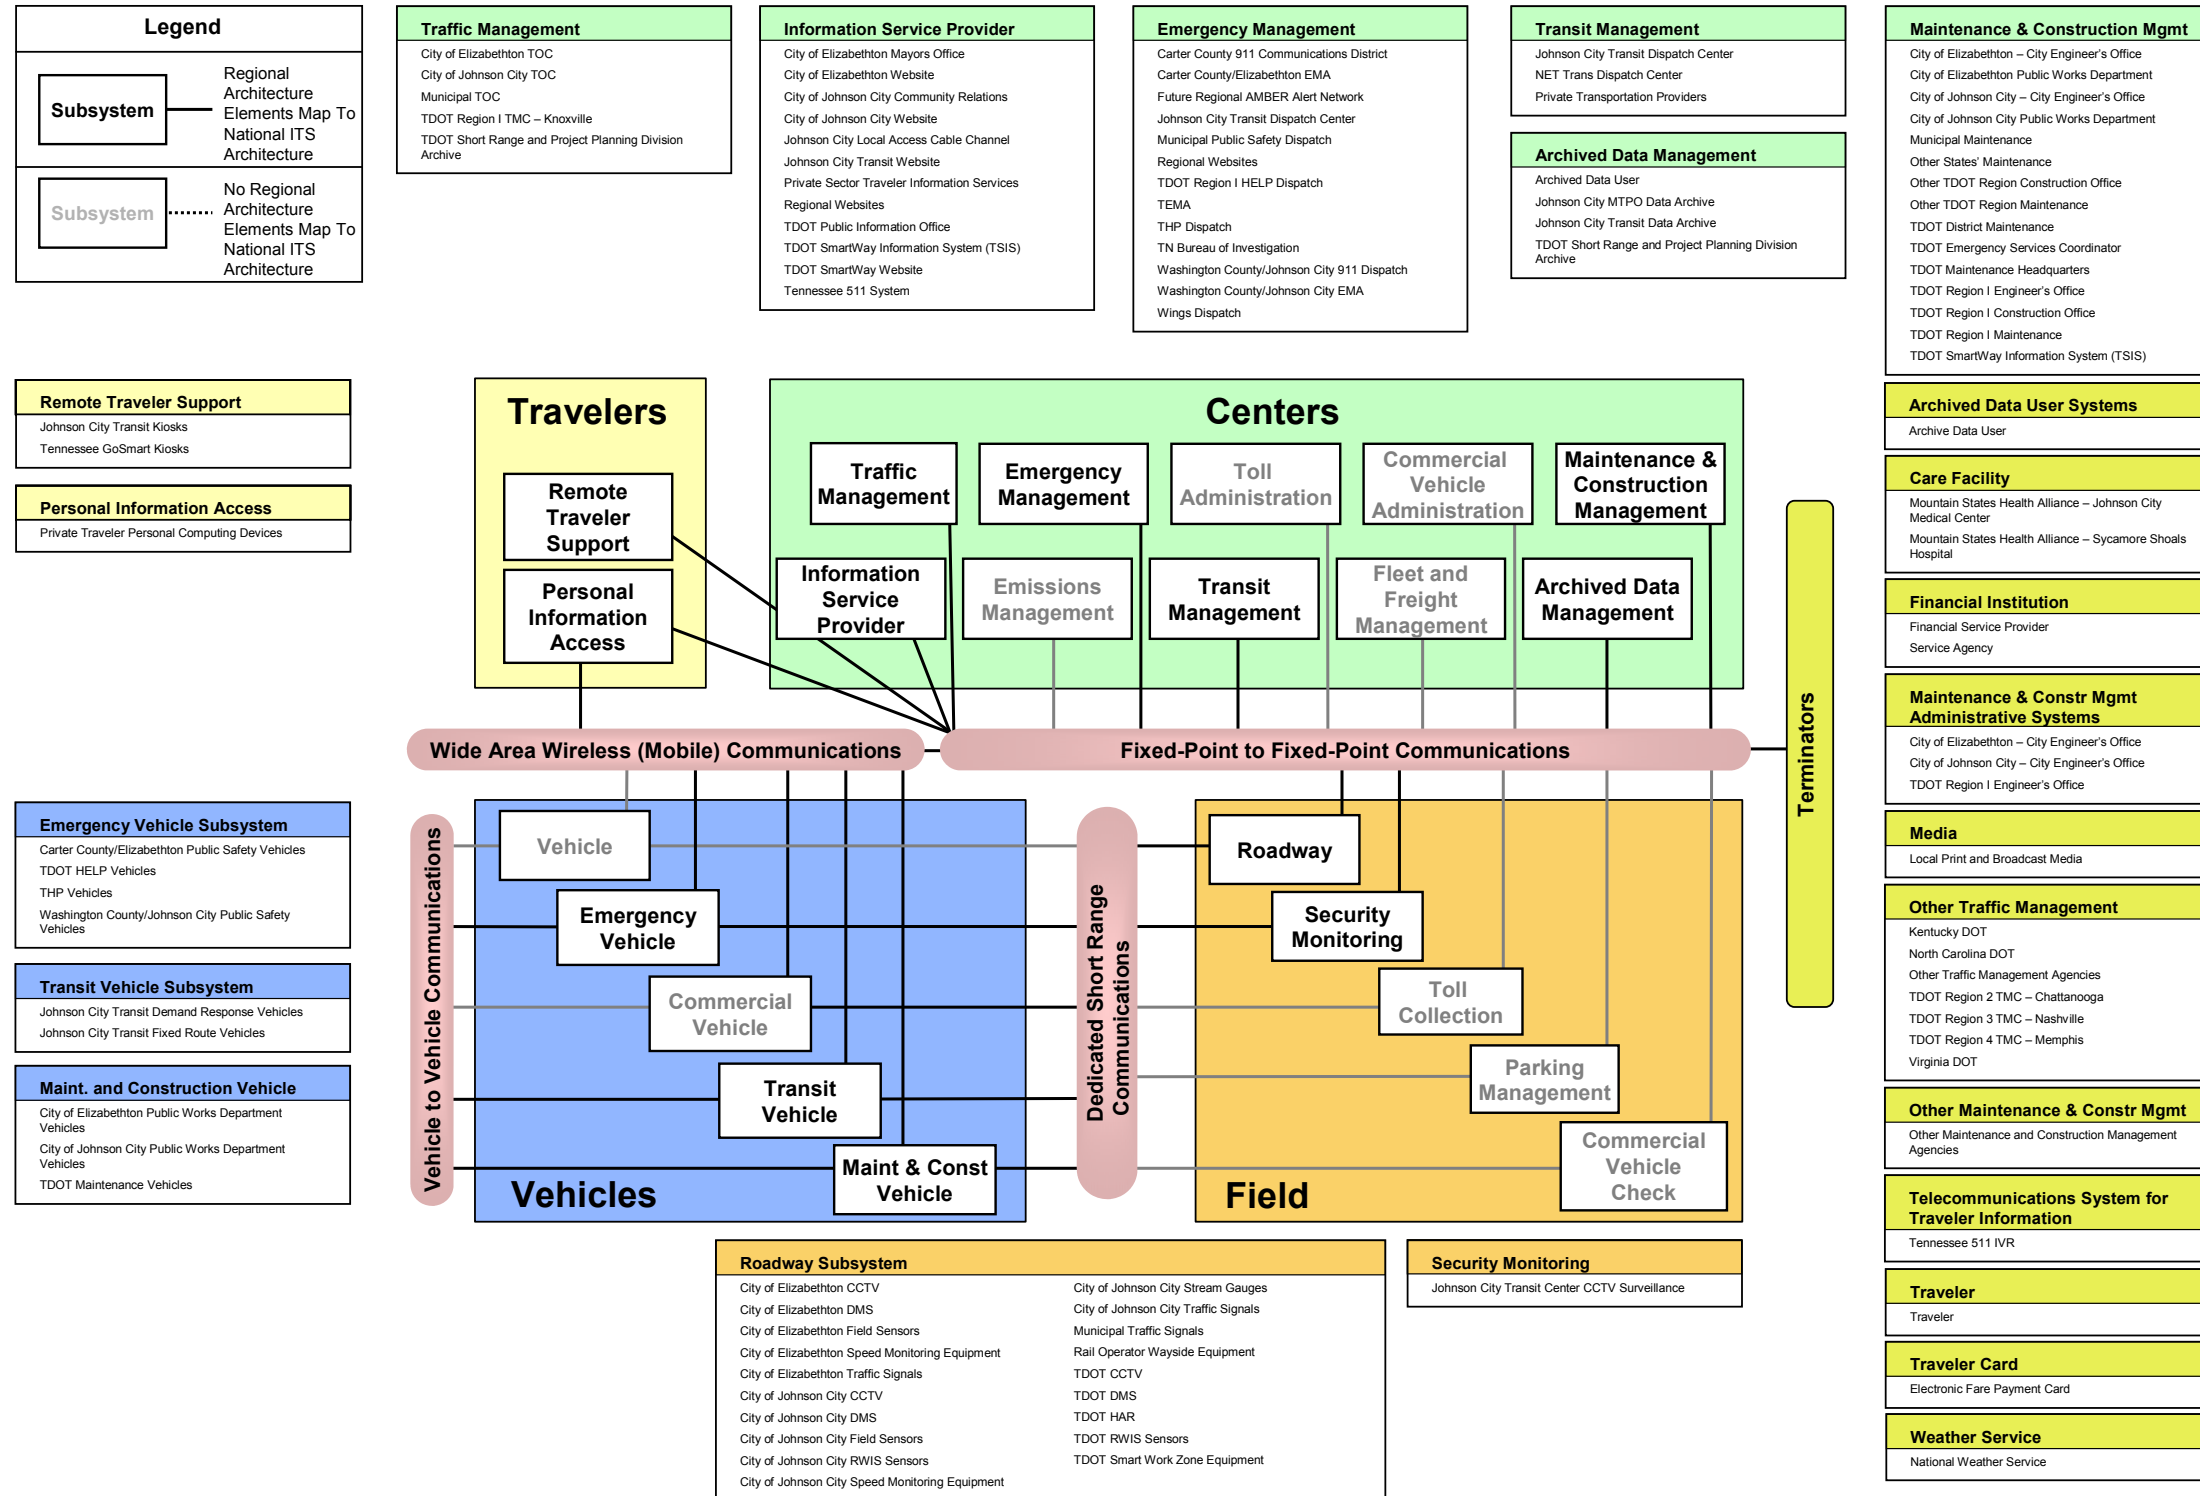 Legend
Subsystem
Regional
Architecture
Elements Map To
National ITS
Architecture
Subsystem
No Regional
Architecture
Elements Map To
National ITS
Architecture
Traffic Management
City of Elizabethton TOC
City of Johnson City TOC
Municipal TOC
TDOT Region I TMC – Knoxville
TDOT Short Range and Project Planning Division
Archive
Information Service Provider
City of Elizabethton Mayors Office
City of Elizabethton Website
City of Johnson City Community Relations
City of Johnson City Website
Johnson City Local Access Cable Channel
Johnson City Transit Website
Private Sector Traveler Information Services
Regional Websites
TDOT Public Information Office
TDOT SmartWay Information System (TSIS)
TDOT SmartWay Website
Tennessee 511 System
Emergency Management
Carter County 911 Communications District
Carter County/Elizabethton EMA
Future Regional AMBER Alert Network
Johnson City Transit Dispatch Center
Municipal Public Safety Dispatch
Regional Websites
TDOT Region I HELP Dispatch
TEMA
THP Dispatch
TN Bureau of Investigation
Washington County/Johnson City 911 Dispatch
Washington County/Johnson City EMA
Wings Dispatch
Transit Management
Johnson City Transit Dispatch Center
NET Trans Dispatch Center
Private Transportation Providers
Archived Data Management
Archived Data User
Johnson City MTPO Data Archive
Johnson City Transit Data Archive
TDOT Short Range and Project Planning Division
Archive
Maintenance & Construction Mgmt
City of Elizabethton – City Engineer's Office
City of Elizabethton Public Works Department
City of Johnson City – City Engineer's Office
City of Johnson City Public Works Department
Municipal Maintenance
Other States' Maintenance
Other TDOT Region Construction Office
Other TDOT Region Maintenance
TDOT District Maintenance
TDOT Emergency Services Coordinator
TDOT Maintenance Headquarters
TDOT Region I Engineer's Office
TDOT Region I Construction Office
TDOT Region I Maintenance
TDOT SmartWay Information System (TSIS)
Remote Traveler Support
Johnson City Transit Kiosks
Tennessee GoSmart Kiosks
Personal Information Access
Private Traveler Personal Computing Devices
Travelers
Remote
Traveler
Support
Personal
Information
Access
Centers
Traffic
Management
Emergency
Management
Toll
Administration
Commercial
Vehicle
Administration
Maintenance &
Construction
Management
Information
Service
Provider
Emissions
Management
Transit
Management
Fleet and
Freight
Management
Archived Data
Management
Wide Area Wireless (Mobile) Communications
Fixed-Point to Fixed-Point Communications
Terminators
Emergency Vehicle Subsystem
Carter County/Elizabethton Public Safety Vehicles
TDOT HELP Vehicles
THP Vehicles
Washington County/Johnson City Public Safety
Vehicles
Transit Vehicle Subsystem
Johnson City Transit Demand Response Vehicles
Johnson City Transit Fixed Route Vehicles
Maint. and Construction Vehicle
City of Elizabethton Public Works Department
Vehicles
City of Johnson City Public Works Department
Vehicles
TDOT Maintenance Vehicles
Vehicle to Vehicle Communications
Vehicle
Emergency
Vehicle
Commercial
Vehicle
Transit
Vehicle
Maint & Const
Vehicle
Vehicles
Dedicated Short Range
Communications
Roadway
Security
Monitoring
Toll
Collection
Parking
Management
Commercial
Vehicle
Check
Field
Archived Data User Systems
Archive Data User
Care Facility
Mountain States Health Alliance – Johnson City
Medical Center
Mountain States Health Alliance – Sycamore Shoals
Hospital
Financial Institution
Financial Service Provider
Service Agency
Maintenance & Constr Mgmt
Administrative Systems
City of Elizabethton – City Engineer's Office
City of Johnson City – City Engineer's Office
TDOT Region I Engineer's Office
Media
Local Print and Broadcast Media
Other Traffic Management
Kentucky DOT
North Carolina DOT
Other Traffic Management Agencies
TDOT Region 2 TMC – Chattanooga
TDOT Region 3 TMC – Nashville
TDOT Region 4 TMC – Memphis
Virginia DOT
Other Maintenance & Constr Mgmt
Other Maintenance and Construction Management
Agencies
Telecommunications System for
Traveler Information
Tennessee 511 IVR
Traveler
Traveler
Traveler Card
Electronic Fare Payment Card
Weather Service
National Weather Service
Roadway Subsystem
City of Elizabethton CCTV
City of Elizabethton DMS
City of Elizabethton Field Sensors
City of Elizabethton Speed Monitoring Equipment
City of Elizabethton Traffic Signals
City of Johnson City CCTV
City of Johnson City DMS
City of Johnson City Field Sensors
City of Johnson City RWIS Sensors
City of Johnson City Speed Monitoring Equipment
City of Johnson City Stream Gauges
City of Johnson City Traffic Signals
Municipal Traffic Signals
Rail Operator Wayside Equipment
TDOT CCTV
TDOT DMS
TDOT HAR
TDOT RWIS Sensors
TDOT Smart Work Zone Equipment
Security Monitoring
Johnson City Transit Center CCTV Surveillance